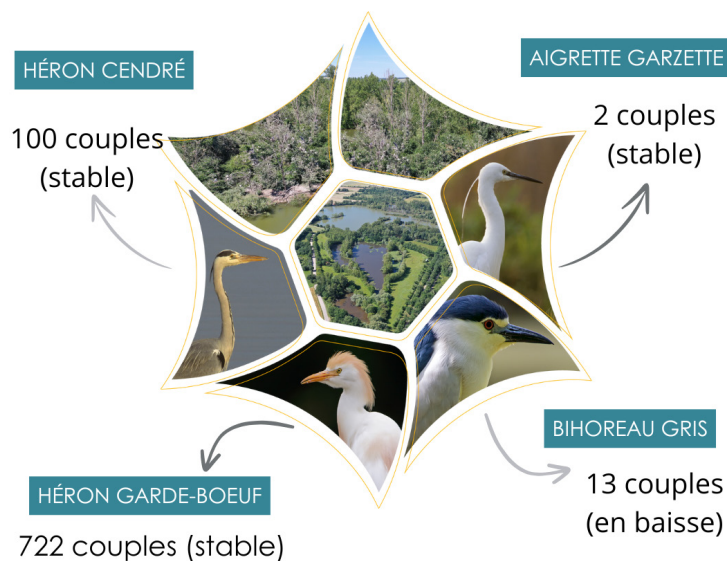 HÉRON CENDRÉ
100 couples
(stable)
AIGRETTE GARZETTE
2 couples
(stable)
HÉRON GARDE-BOEUF
722 couples (stable)
BIHOREAU GRIS
13 couples
(en baisse)